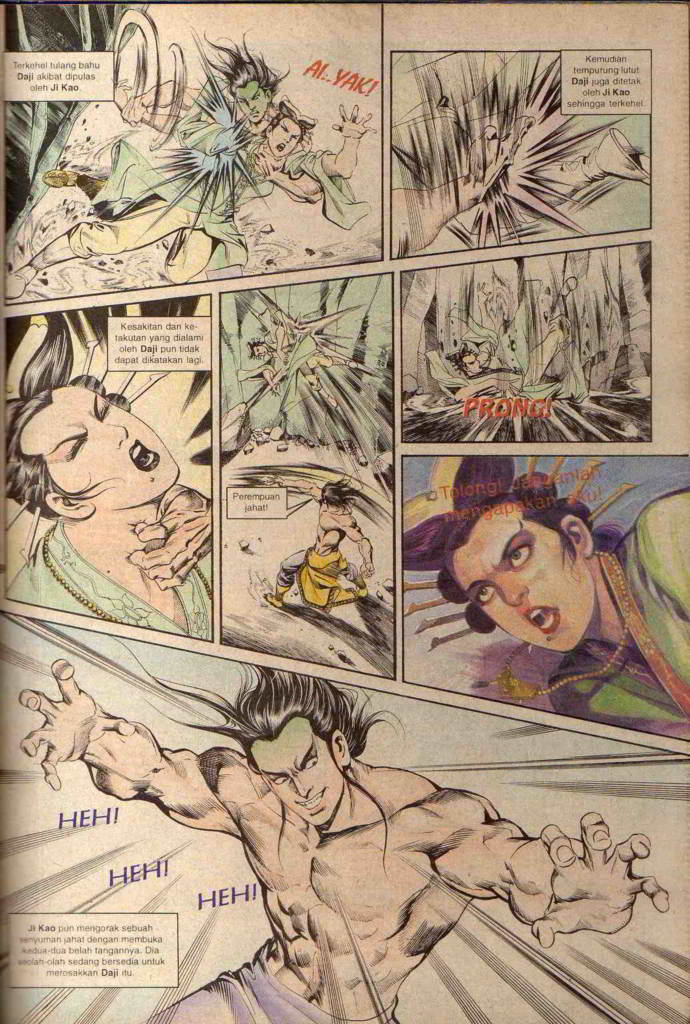 Terkehel tulang bahu
Daji akibat dipulas
oleh Ji Kao.
AI..YAK!
Kemudian
tempurung lutut
Daji juga ditetak
oleh Ji Kao
sehingga terkehel.
Kesakitan dan ke-
takutan yang dialami
oleh Daji pun tidak
dapat dikatakan lagi.
Perempuan
jahat!
PRONG!
Tolong! Janganlah
mengapakan aku!
HEH!
HEH!
HEH!
Ji Kao pun mengorak sebuah
senyuman jahat dengan membuka
kedua-dua belah tangannya. Dia
seolah-olah sedang bersedia untuk
merosakkan Daji itu.